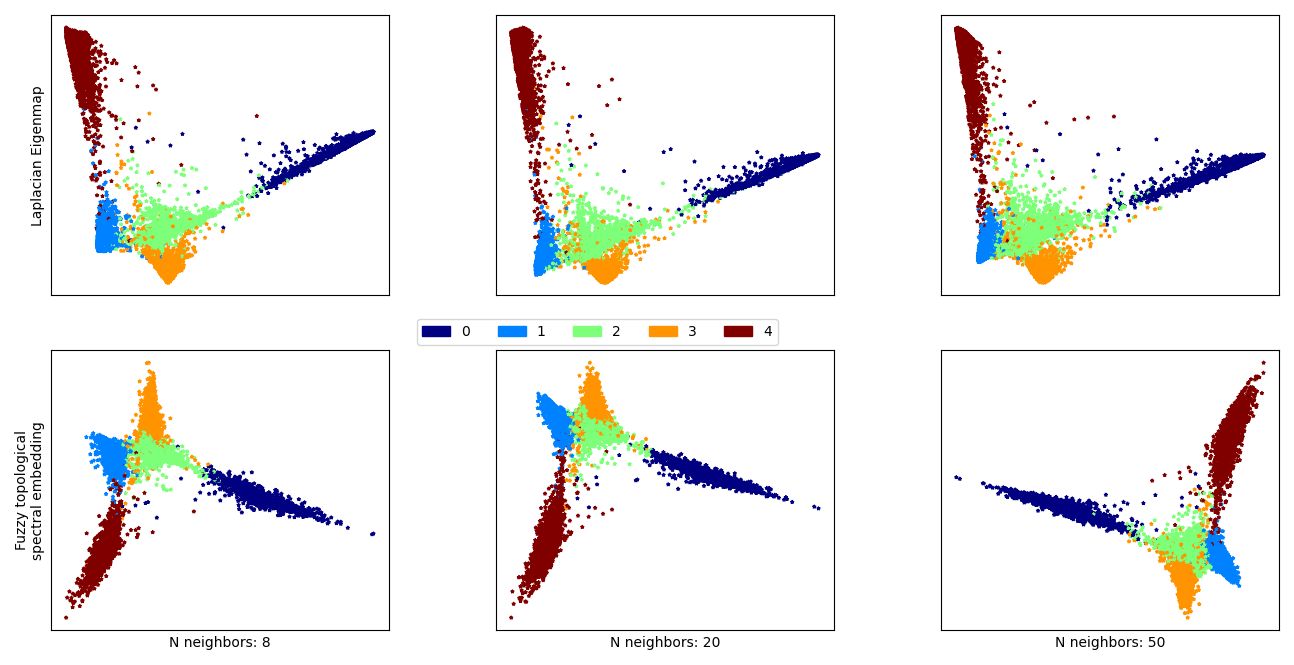 Laplacian Eigenmap
0 1 2 3 4
Fuzzy topological
spectral embedding
N neighbors: 8
N neighbors: 20
N neighbors: 50